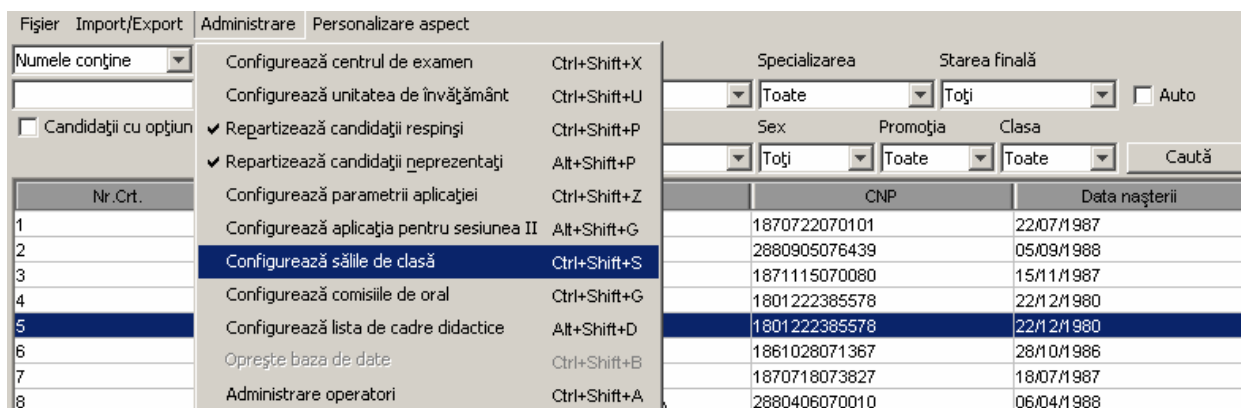 Fişier Import/Export Administrare Personalizare aspect
Numele conţine Configurează centrul de examen Ctrl+Shift+X Specializarea Starea finală
Configurează unitatea de învăţământ Ctrl+Shift+U Toate Toţi Auto
Candidaţii cu opţiun Repartizează candidaţii respinşi Ctrl+Shift+P Sex Promoţia Clasa
Repartizează candidaţii neprezentaţi Alt+Shift+P Toţi Toate Toate Caută
Nr.Crt. Configurează parametrii aplicaţiei Ctrl+Shift+Z CNP Data naşterii
1 Configurează aplicaţia pentru sesiunea II Alt+Shift+G 1870722070101 22/07/1987
2 Configurează sălile de clasă Ctrl+Shift+S 2880905076439 05/09/1988
3 1871115070080 15/11/1987
4 Configurează comisiile de oral Ctrl+Shift+G 1801222385578 22/12/1980
5 Configurează lista de cadre didactice Alt+Shift+D 1801222385578 22/12/1980
6 Opreşte baza de date Ctrl+Shift+B 1861028071367 28/10/1986
7 1870718073827 18/07/1987
8 Administrare operatori Ctrl+Shift+A 2880406070010 06/04/1988